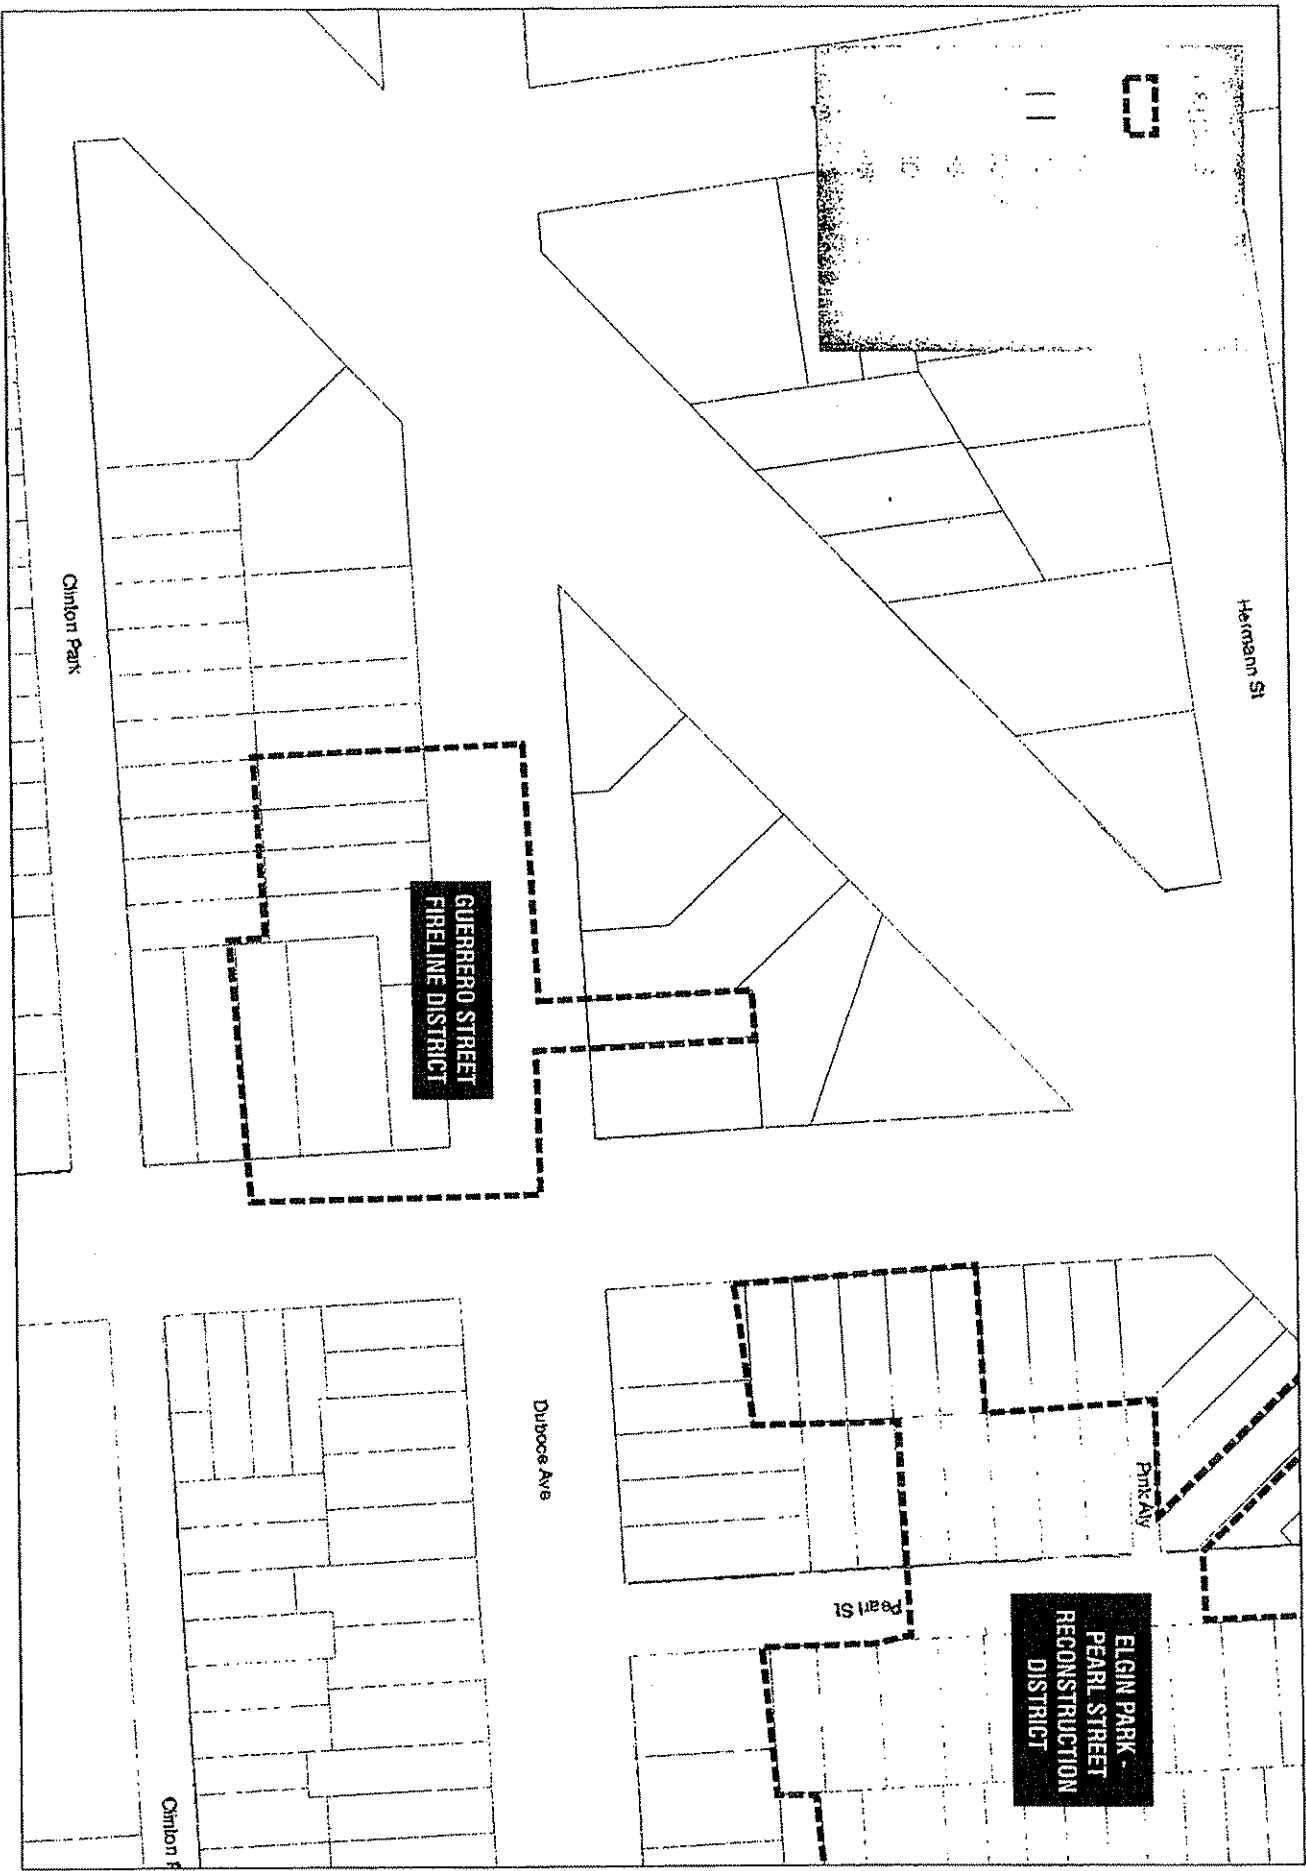 Hermann St
ELGIN PARK -
PEARL STREET
RECONSTRUCTION
DISTRICT
Pink Aly
Pearl St
Duboce Ave
GUERRERO STREET
FIRELINE DISTRICT
Clinton Park
Clinton P